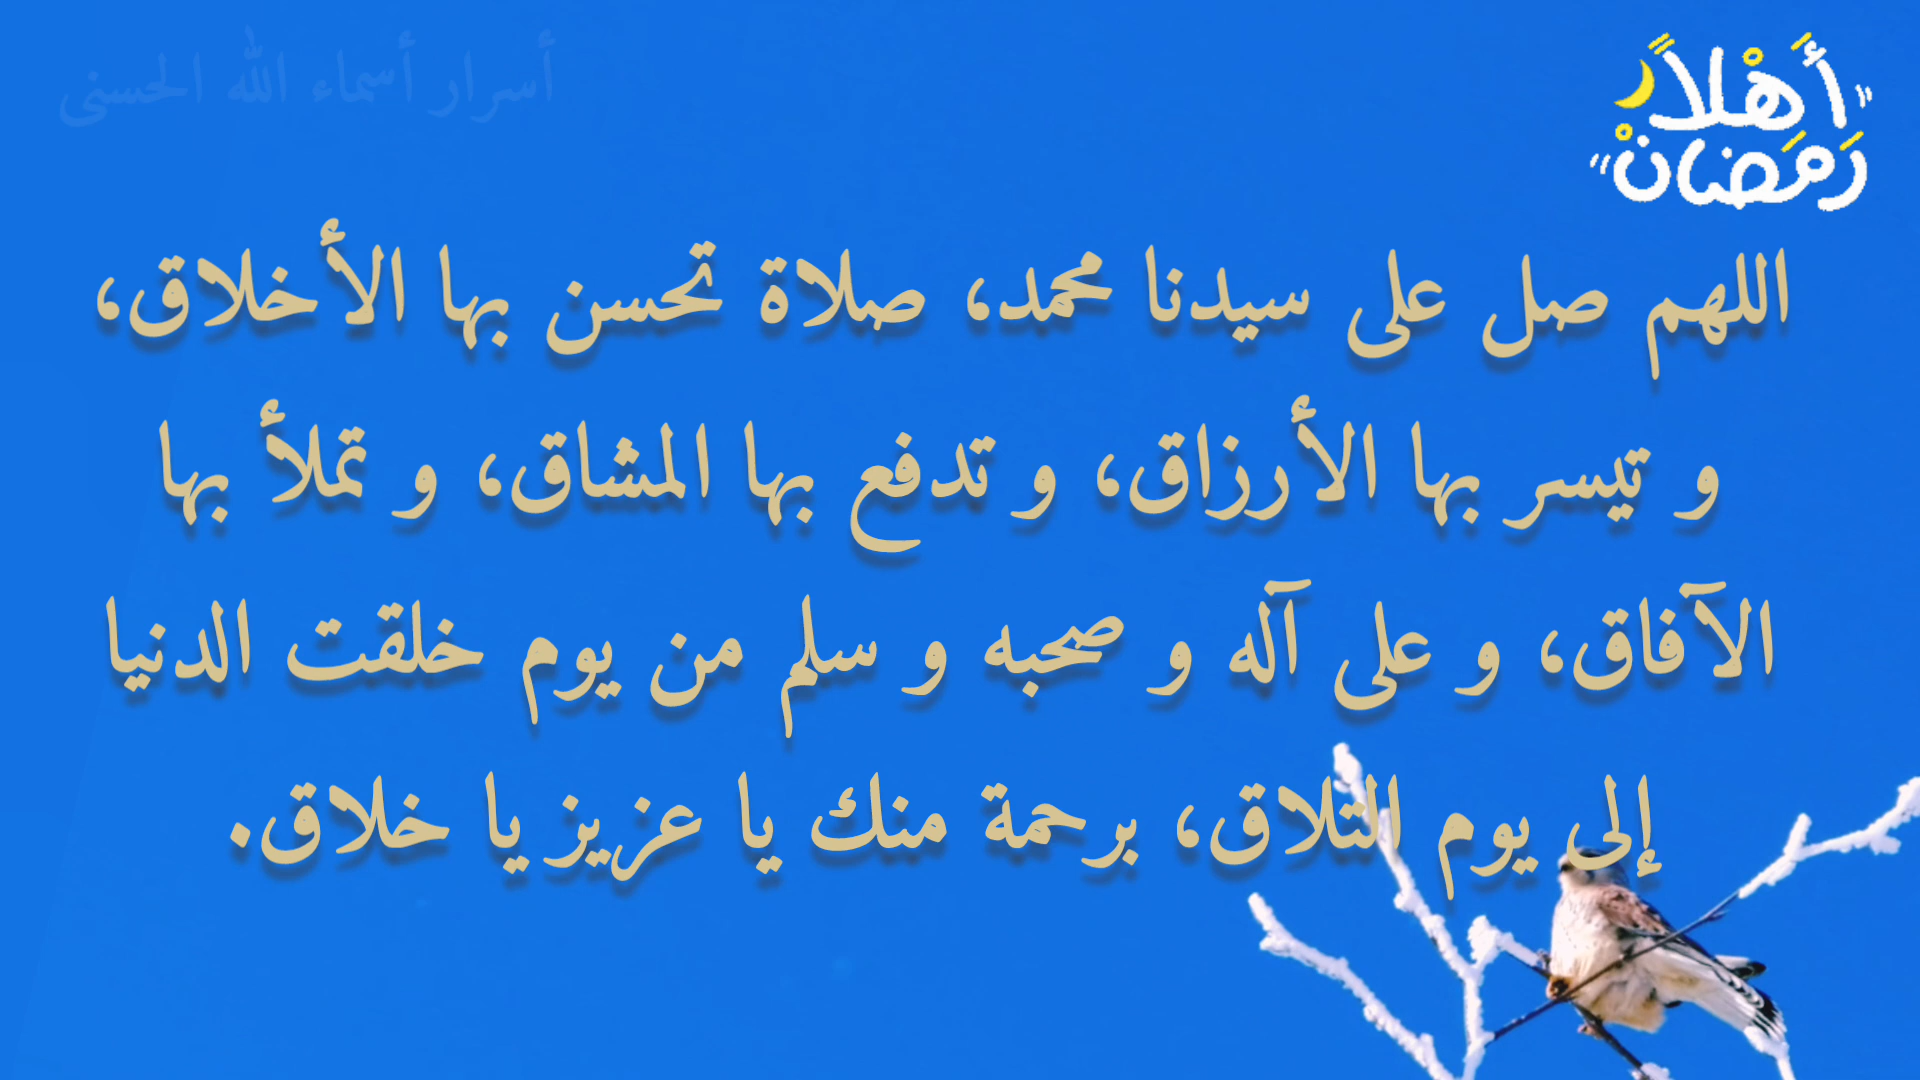 أسرار أسماء الله الحسنى
أَهْلاً
رَمَضان
اللهم صل على سيدنا محمد، صلاة تحسن بها الأخلاق،
و تيسر بها الأرزاق، و تدفع بها المشاق، و تملأ بها
الآفاق، و على آله و صحبه و سلم من يوم خلقت الدنيا
إلى يوم التلاق، برحمة منك يا عزيز يا خلاق.